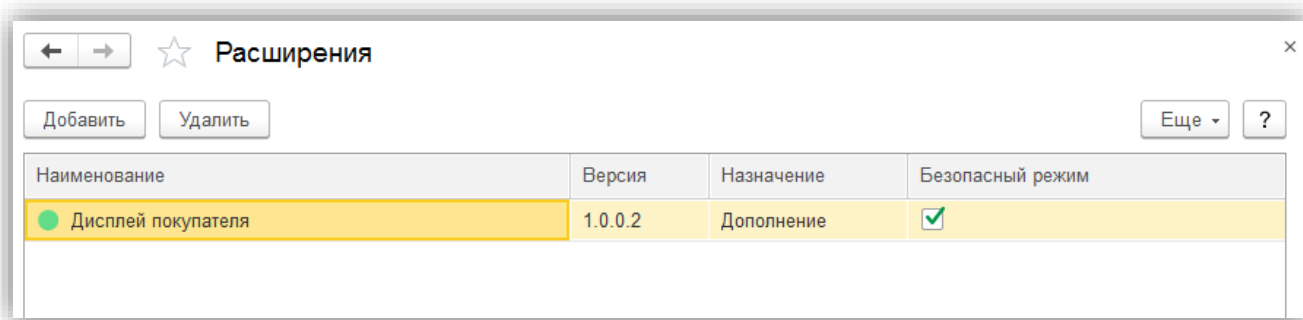 Расширения
Добавить Удалить Еще ?
Наименование Версия Назначение Безопасный режим
Дисплей покупателя 1.0.0.2 Дополнение